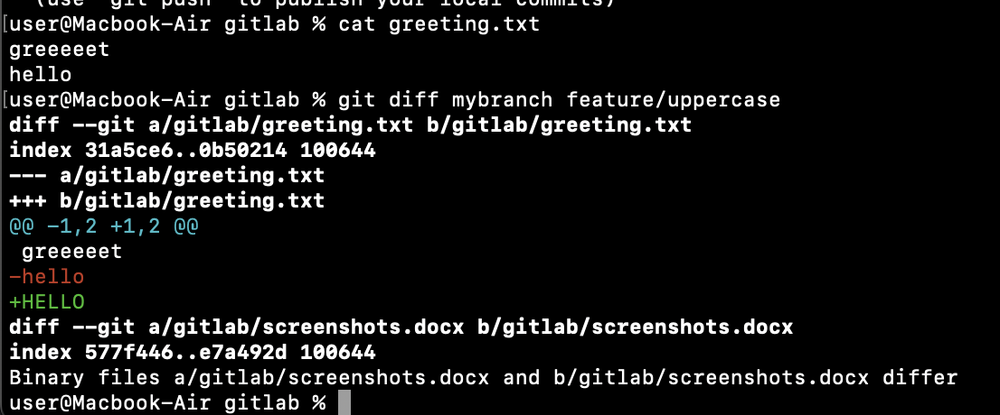 (use "git push" to publish your local commits)
[user@Macbook-Air gitlab % cat greeting.txt
greeeeet
hello
[user@Macbook-Air gitlab % git diff mybranch feature/uppercase
diff --git a/gitlab/greeting.txt b/gitlab/greeting.txt
index 31a5ce6..0b50214 100644
--- a/gitlab/greeting.txt
+++ b/gitlab/greeting.txt
@@ -1,2 +1,2 @@
 greeeeet
-hello
+HELLO
diff --git a/gitlab/screenshots.docx b/gitlab/screenshots.docx
index 577f446..e7a492d 100644
Binary files a/gitlab/screenshots.docx and b/gitlab/screenshots.docx differ
user@Macbook-Air gitlab %